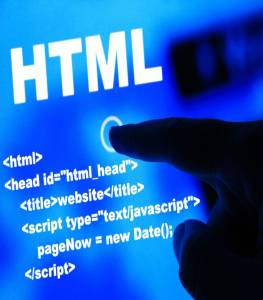 HTML
<html>
<head id="html_head">
<title>website</title>
<script type="text/javascript">
pageNow = new Date();
</script>